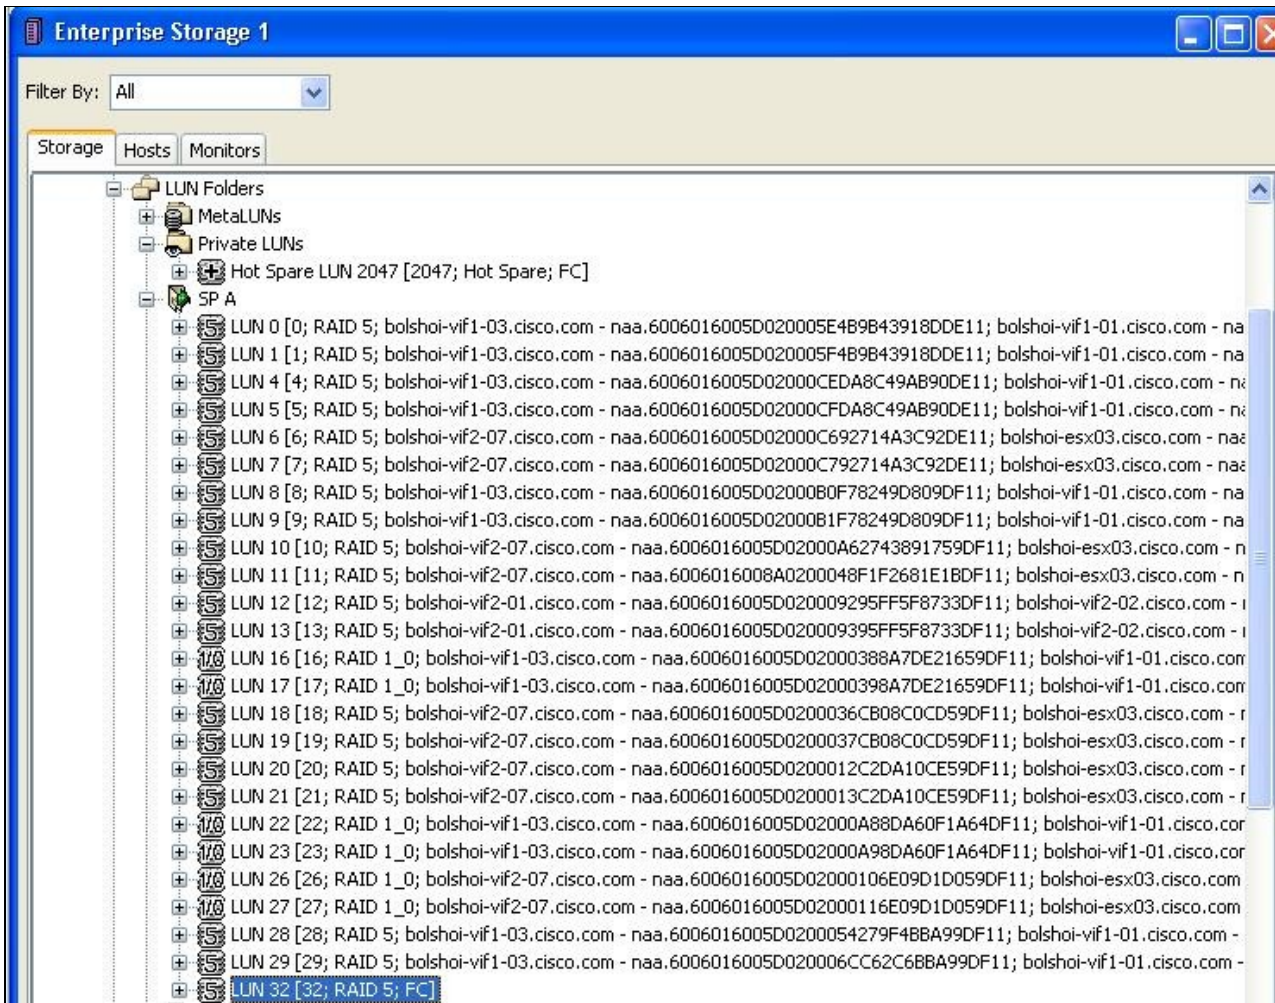 Enterprise Storage 1
Filter By: All
Storage Hosts Monitors
LUN Folders
MetaLUNs
Private LUNs
Hot Spare LUN 2047 [2047; Hot Spare; FC]
SP A
LUN 0 [0; RAID 5; bolshoi-vif1-03.cisco.com - naa.6006016005D020005E4B9B43918DDE11; bolshoi-vif1-01.cisco.com - na
LUN 1 [1; RAID 5; bolshoi-vif1-03.cisco.com - naa.6006016005D020005F4B9B43918DDE11; bolshoi-vif1-01.cisco.com - na
LUN 4 [4; RAID 5; bolshoi-vif1-03.cisco.com - naa.6006016005D02000CEDA8C49AB90DE11; bolshoi-vif1-01.cisco.com - na
LUN 5 [5; RAID 5; bolshoi-vif1-03.cisco.com - naa.6006016005D02000CFDA8C49AB90DE11; bolshoi-vif1-01.cisco.com - na
LUN 6 [6; RAID 5; bolshoi-vif2-07.cisco.com - naa.6006016005D02000C692714A3C92DE11; bolshoi-esx03.cisco.com - naa
LUN 7 [7; RAID 5; bolshoi-vif2-07.cisco.com - naa.6006016005D02000C792714A3C92DE11; bolshoi-esx03.cisco.com - naa
LUN 8 [8; RAID 5; bolshoi-vif1-03.cisco.com - naa.6006016005D02000B0F78249D809DF11; bolshoi-vif1-01.cisco.com - na
LUN 9 [9; RAID 5; bolshoi-vif1-03.cisco.com - naa.6006016005D02000B1F78249D809DF11; bolshoi-vif1-01.cisco.com - na
LUN 10 [10; RAID 5; bolshoi-vif2-07.cisco.com - naa.6006016005D02000A62743891759DF11; bolshoi-esx03.cisco.com - n
LUN 11 [11; RAID 5; bolshoi-vif2-07.cisco.com - naa.6006016008A0200048F1F2681E1BDF11; bolshoi-esx03.cisco.com - n
LUN 12 [12; RAID 5; bolshoi-vif2-01.cisco.com - naa.6006016005D020009295FF5F8733DF11; bolshoi-vif2-02.cisco.com -
LUN 13 [13; RAID 5; bolshoi-vif2-01.cisco.com - naa.6006016005D020009395FF5F8733DF11; bolshoi-vif2-02.cisco.com -
LUN 16 [16; RAID 1_0; bolshoi-vif1-03.cisco.com - naa.6006016005D02000388A7DE21659DF11; bolshoi-vif1-01.cisco.com
LUN 17 [17; RAID 1_0; bolshoi-vif1-03.cisco.com - naa.6006016005D02000398A7DE21659DF11; bolshoi-vif1-01.cisco.com
LUN 18 [18; RAID 5; bolshoi-vif2-07.cisco.com - naa.6006016005D0200036CB08C0CD59DF11; bolshoi-esx03.cisco.com -
LUN 19 [19; RAID 5; bolshoi-vif2-07.cisco.com - naa.6006016005D0200037CB08C0CD59DF11; bolshoi-esx03.cisco.com -
LUN 20 [20; RAID 5; bolshoi-vif2-07.cisco.com - naa.6006016005D0200012C2DA10CE59DF11; bolshoi-esx03.cisco.com -
LUN 21 [21; RAID 5; bolshoi-vif2-07.cisco.com - naa.6006016005D0200013C2DA10CE59DF11; bolshoi-esx03.cisco.com -
LUN 22 [22; RAID 1_0; bolshoi-vif1-03.cisco.com - naa.6006016005D02000A88DA60F1A64DF11; bolshoi-vif1-01.cisco.cor
LUN 23 [23; RAID 1_0; bolshoi-vif1-03.cisco.com - naa.6006016005D02000A98DA60F1A64DF11; bolshoi-vif1-01.cisco.cor
LUN 26 [26; RAID 1_0; bolshoi-vif2-07.cisco.com - naa.6006016005D02000106E09D1D059DF11; bolshoi-esx03.cisco.com
LUN 27 [27; RAID 1_0; bolshoi-vif2-07.cisco.com - naa.6006016005D02000116E09D1D059DF11; bolshoi-esx03.cisco.com
LUN 28 [28; RAID 5; bolshoi-vif1-03.cisco.com - naa.6006016005D0200054279F4BBA99DF11; bolshoi-vif1-01.cisco.com -
LUN 29 [29; RAID 5; bolshoi-vif1-03.cisco.com - naa.6006016005D020006CC62C6BBA99DF11; bolshoi-vif1-01.cisco.com -
LUN 32 [32; RAID 5; FC]